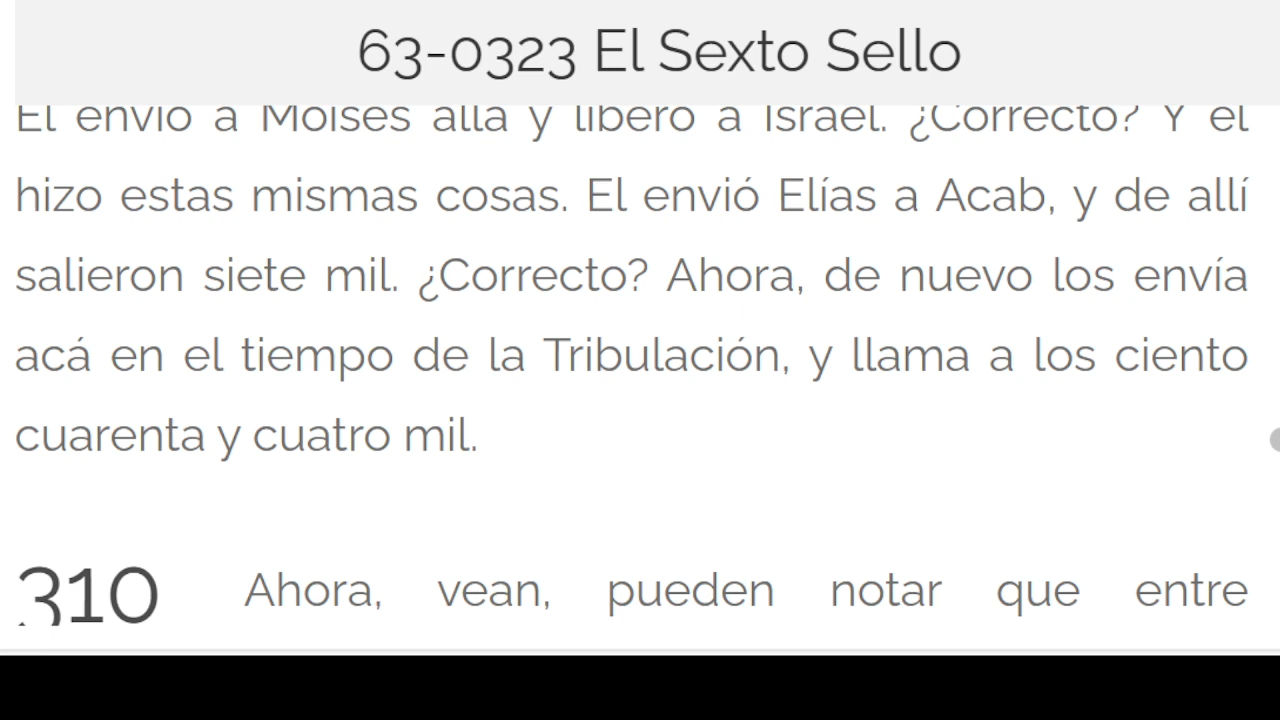 63-0323 El Sexto Sello
El envió a Moisés allá y liberó a Israel. ¿Correcto? Y él
hizo estas mismas cosas. El envió Elías a Acab, y de allí
salieron siete mil. ¿Correcto? Ahora, de nuevo los envía
acá en el tiempo de la Tribulación, y llama a los ciento
cuarenta y cuatro mil.
310 Ahora, vean, pueden notar que entre